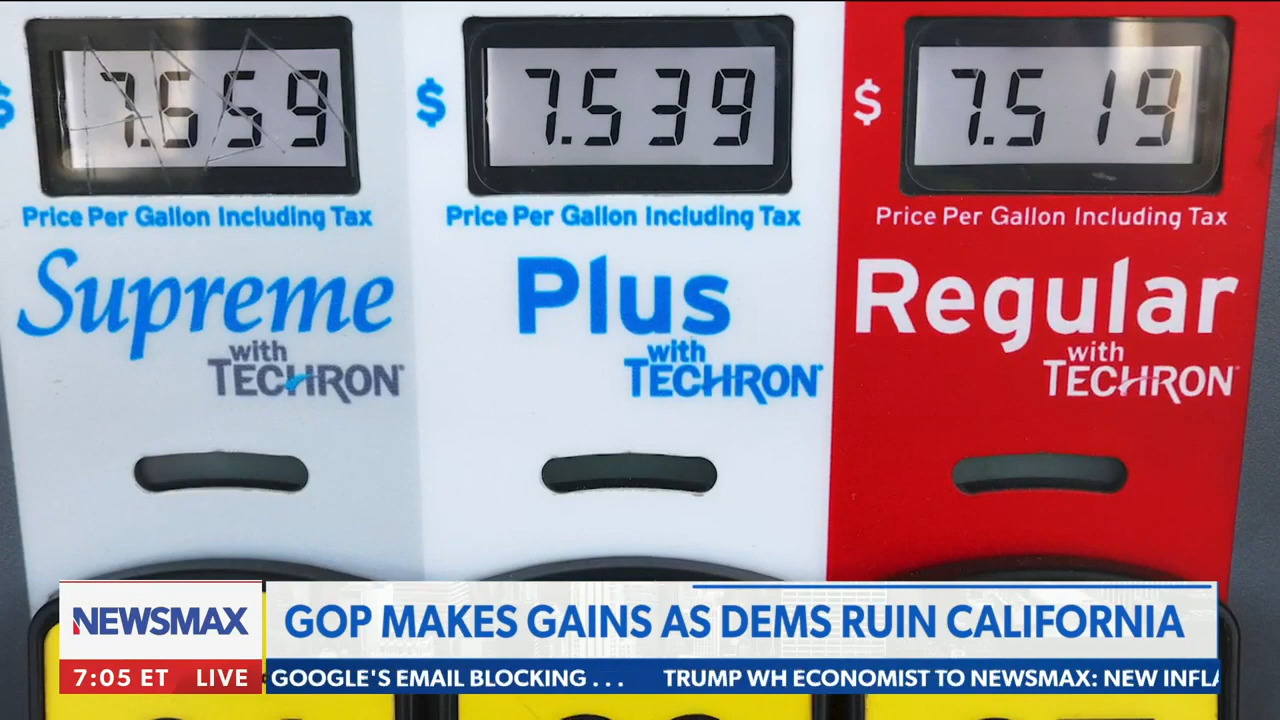 $ 7.559
$ 7.539
$ 7.519
Price Per Gallon Including Tax
Price Per Gallon Including Tax
Price Per Gallon Including Tax
Supreme
with
TECHRON
Plus
with
TECHRON
Regular
with
TECHRON
NEWSMAX
GOP MAKES GAINS AS DEMS RUIN CALIFORNIA
7:05 ET LIVE
GOOGLE'S EMAIL BLOCKING . . . TRUMP WH ECONOMIST TO NEWSMAX: NEW INFLA